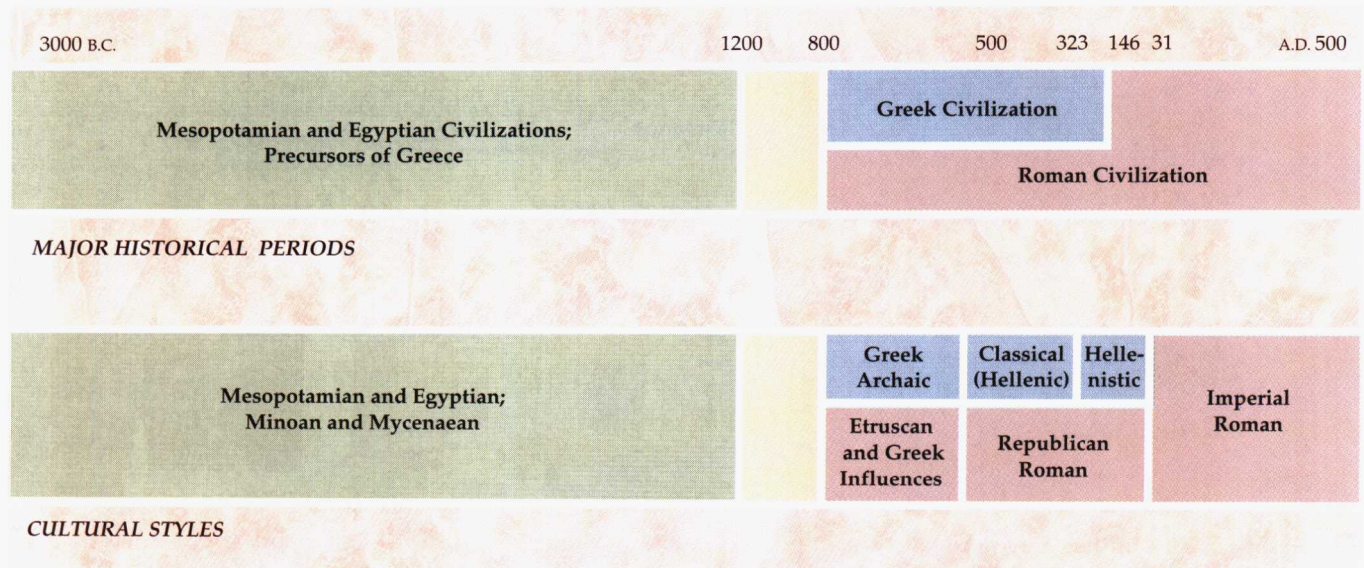 3000 B.C. 1200 800 500 323 146 31 A.D. 500
Mesopotamian and Egyptian Civilizations;
Precursors of Greece
Greek Civilization
Roman Civilization
MAJOR HISTORICAL PERIODS
Mesopotamian and Egyptian;
Minoan and Mycenaean
Greek
Archaic
Classical
(Hellenic)
Helle-
nistic
Etruscan
and Greek
Influences
Republican
Roman
Imperial
Roman
CULTURAL STYLES